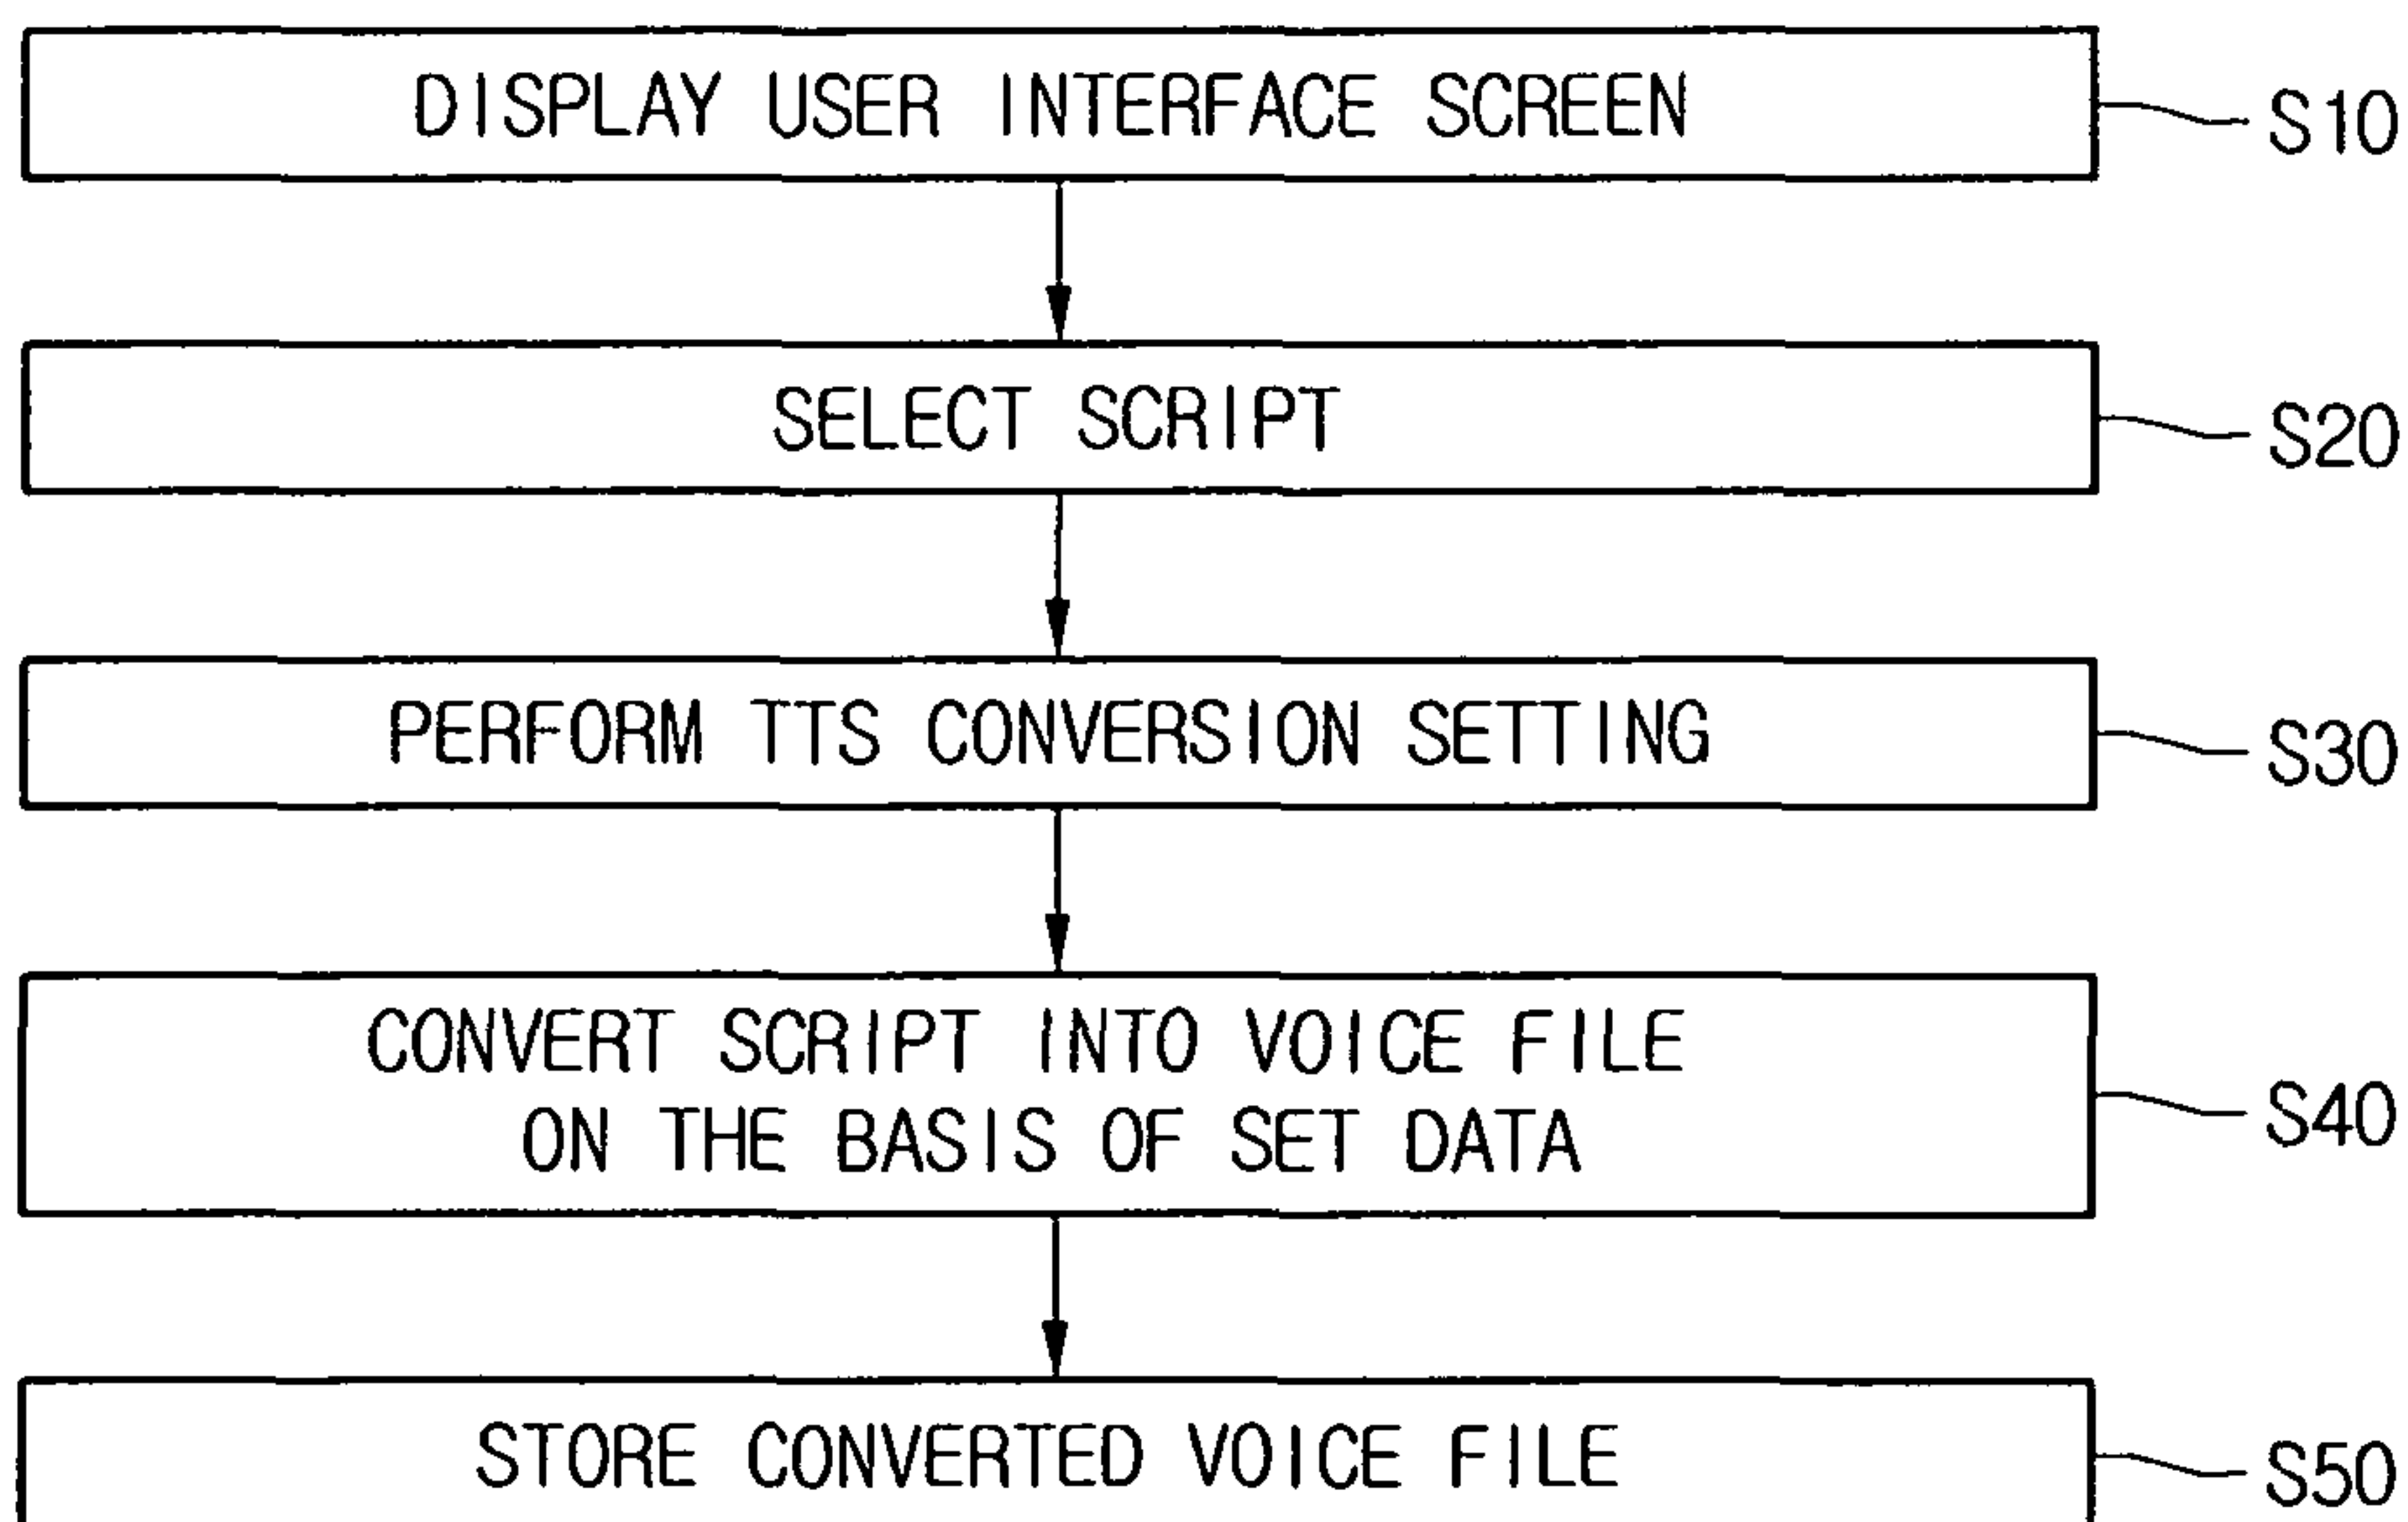 DISPLAY USER INTERFACE SCREEN
S10
SELECT SCRIPT
S20
PERFORM TTS CONVERSION SETTING
S30
CONVERT SCRIPT INTO VOICE FILE
ON THE BASIS OF SET DATA
S40
STORE CONVERTED VOICE FILE
S50